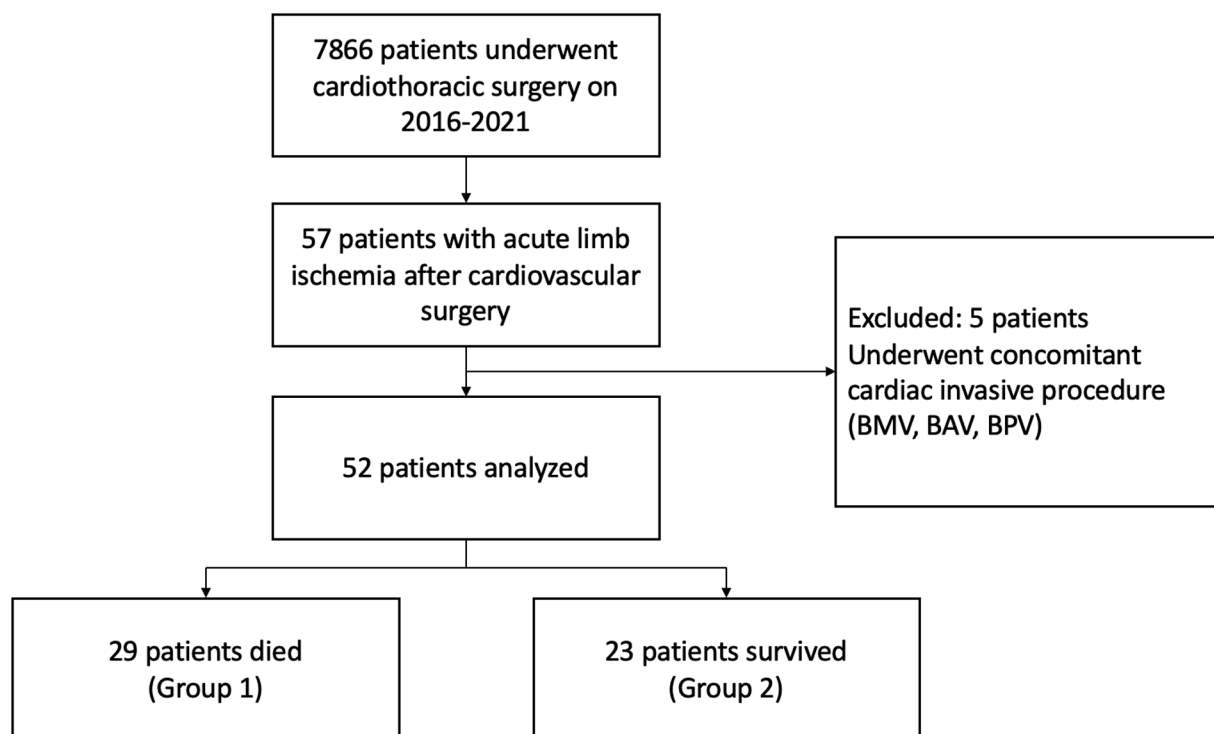 7866 patients underwent
cardiothoracic surgery on
2016-2021
57 patients with acute limb
ischemia after cardiovascular
surgery
Excluded: 5 patients
Underwent concomitant
cardiac invasive procedure
(BMV, BAV, BPV)
52 patients analyzed
29 patients died
(Group 1)
23 patients survived
(Group 2)